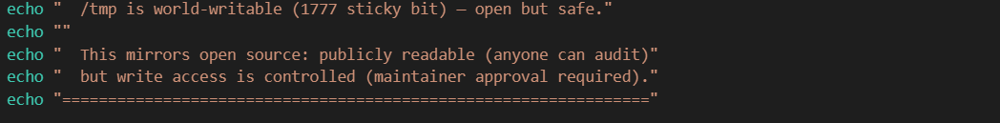 echo "  /tmp is world-writable (1777 sticky bit) — open but safe."
echo ""
echo "  This mirrors open source: publicly readable (anyone can audit)"
echo "  but write access is controlled (maintainer approval required)."
echo "================================================================"